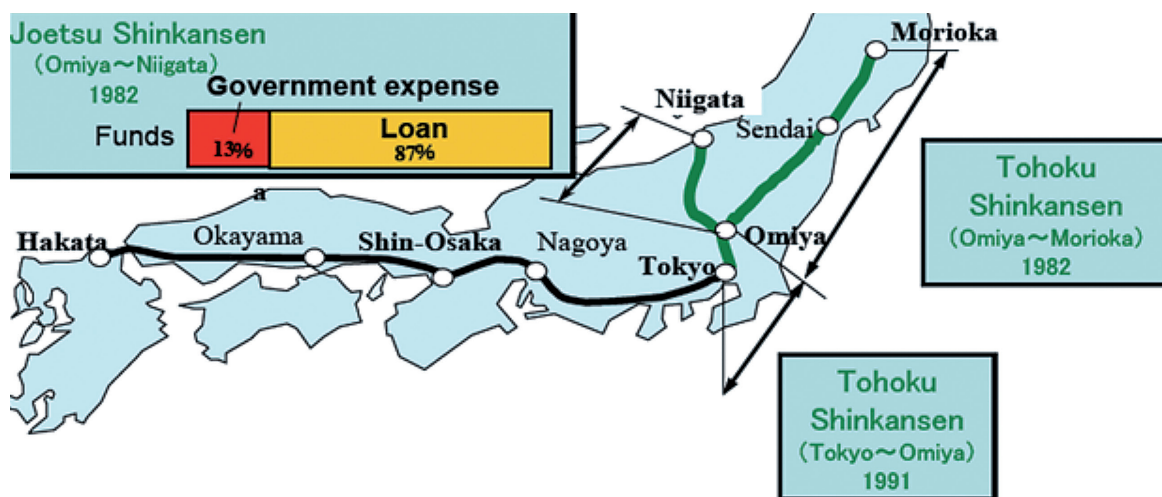 Joetsu Shinkansen
(Omiya～Niigata)
1982
Government expense
Funds
13%
Loan
87%
Morioka
Niigata
Sendai
a
Hakata
Okayama
Shin-Osaka
Nagoya
Omiya
Tokyo
Tohoku
Shinkansen
(Omiya～Morioka)
1982
Tohoku
Shinkansen
(Tokyo～Omiya)
1991